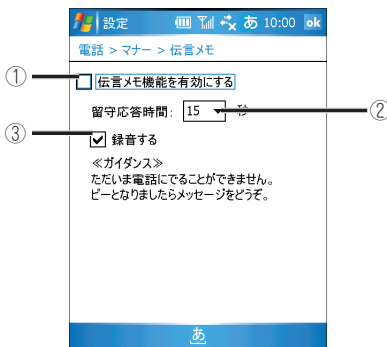 設定 あ 10:00 ok
電話 > マナー > 伝言メモ
① 伝言メモ機能を有効にする
留守応答時間: 15 秒 ②
③ 録音する
≪ガイダンス≫
ただいま電話にでることができません。
ピーとなりましたらメッセージをどうぞ。
あ